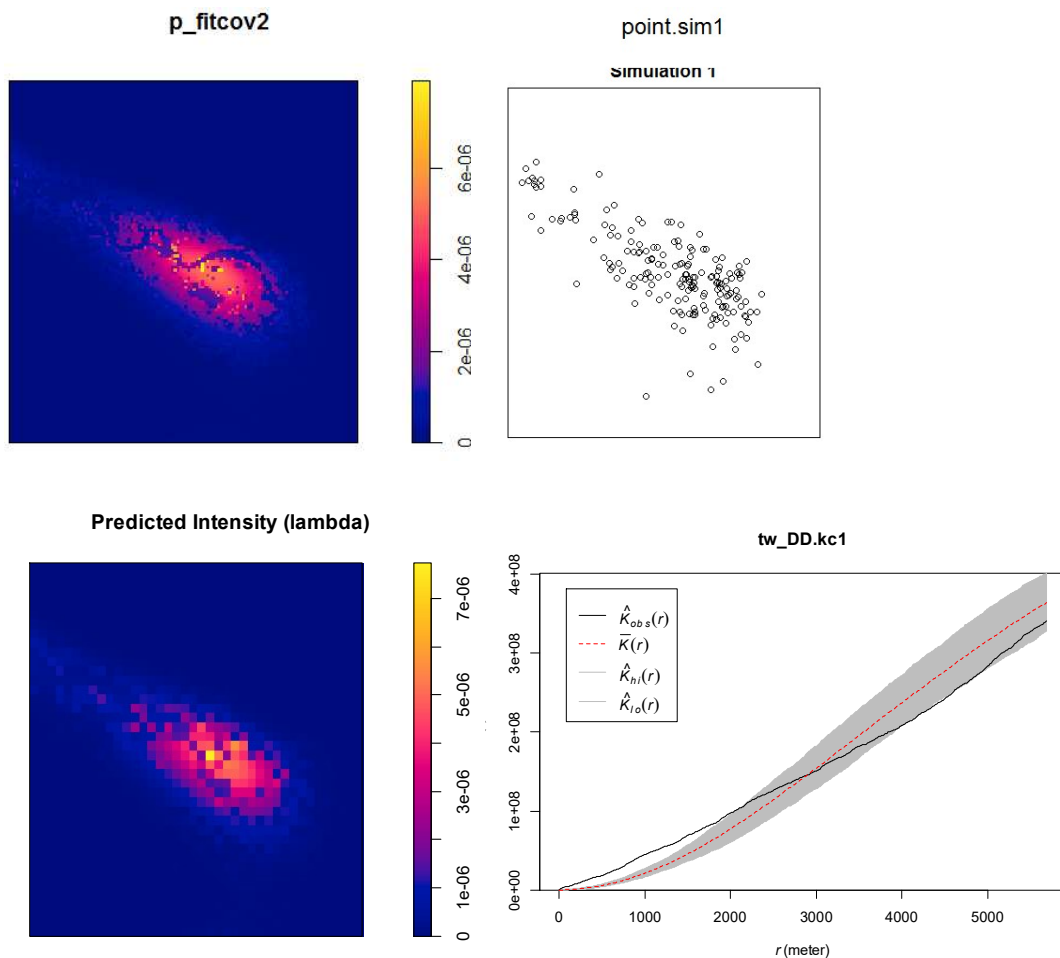 p_fitcov2
point.sim1
Simulation 1
0
2e-06
4e-06
6e-06
Predicted Intensity (lambda)
0
1e-06
3e-06
5e-06
7e-06
tw_DD.kc1
K̂obs(r)
K̄(r)
K̂hi(r)
K̂lo(r)
0e+00
1e+08
2e+08
3e+08
4e+08
0 1000 2000 3000 4000 5000
r (meter)